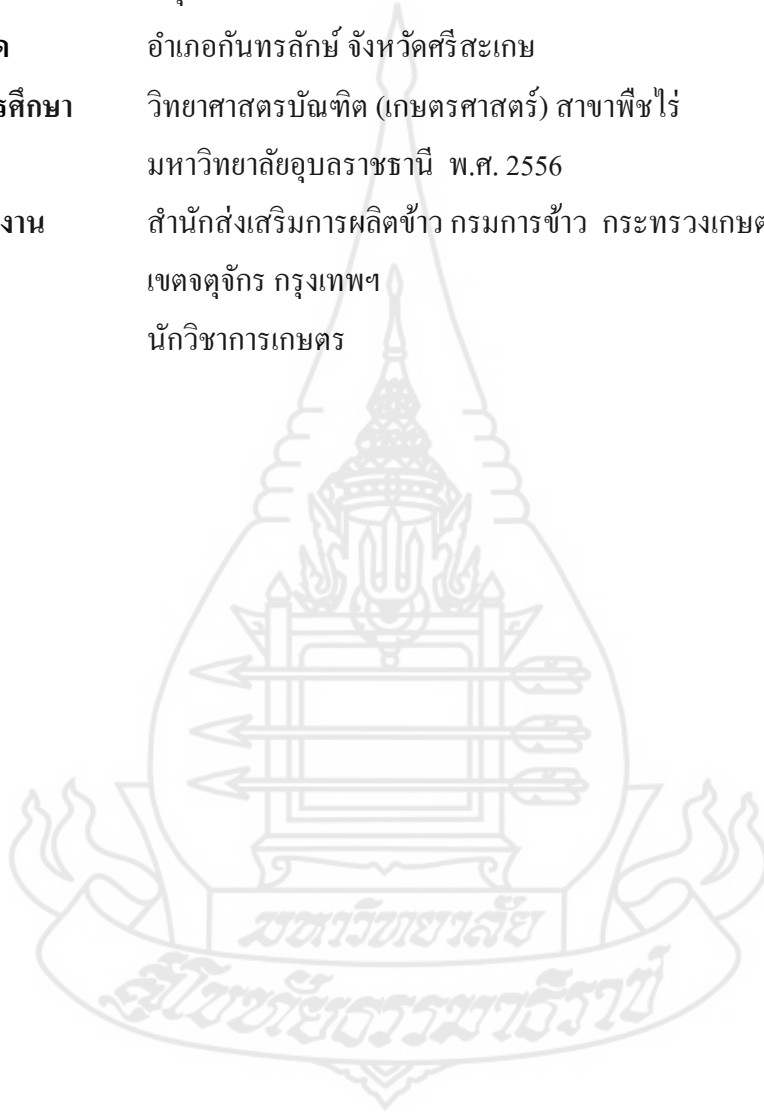 อำเภอกันทรลักษ์ จังหวัดศรีสะเกษ
วิทยาศาสตรบัณฑิต (เกษตรศาสตร์) สาขาพืชไร่
มหาวิทยาลัยอุบลราชธานี พ.ศ. 2556
สำนักส่งเสริมการผลิตข้าว กรมการข้าว กระทรวงเกษต
เขตจตุจักร กรุงเทพฯ
นักวิชาการเกษตร
มหาวิทยาลัย
สุโขทัยธรรมาธิราช